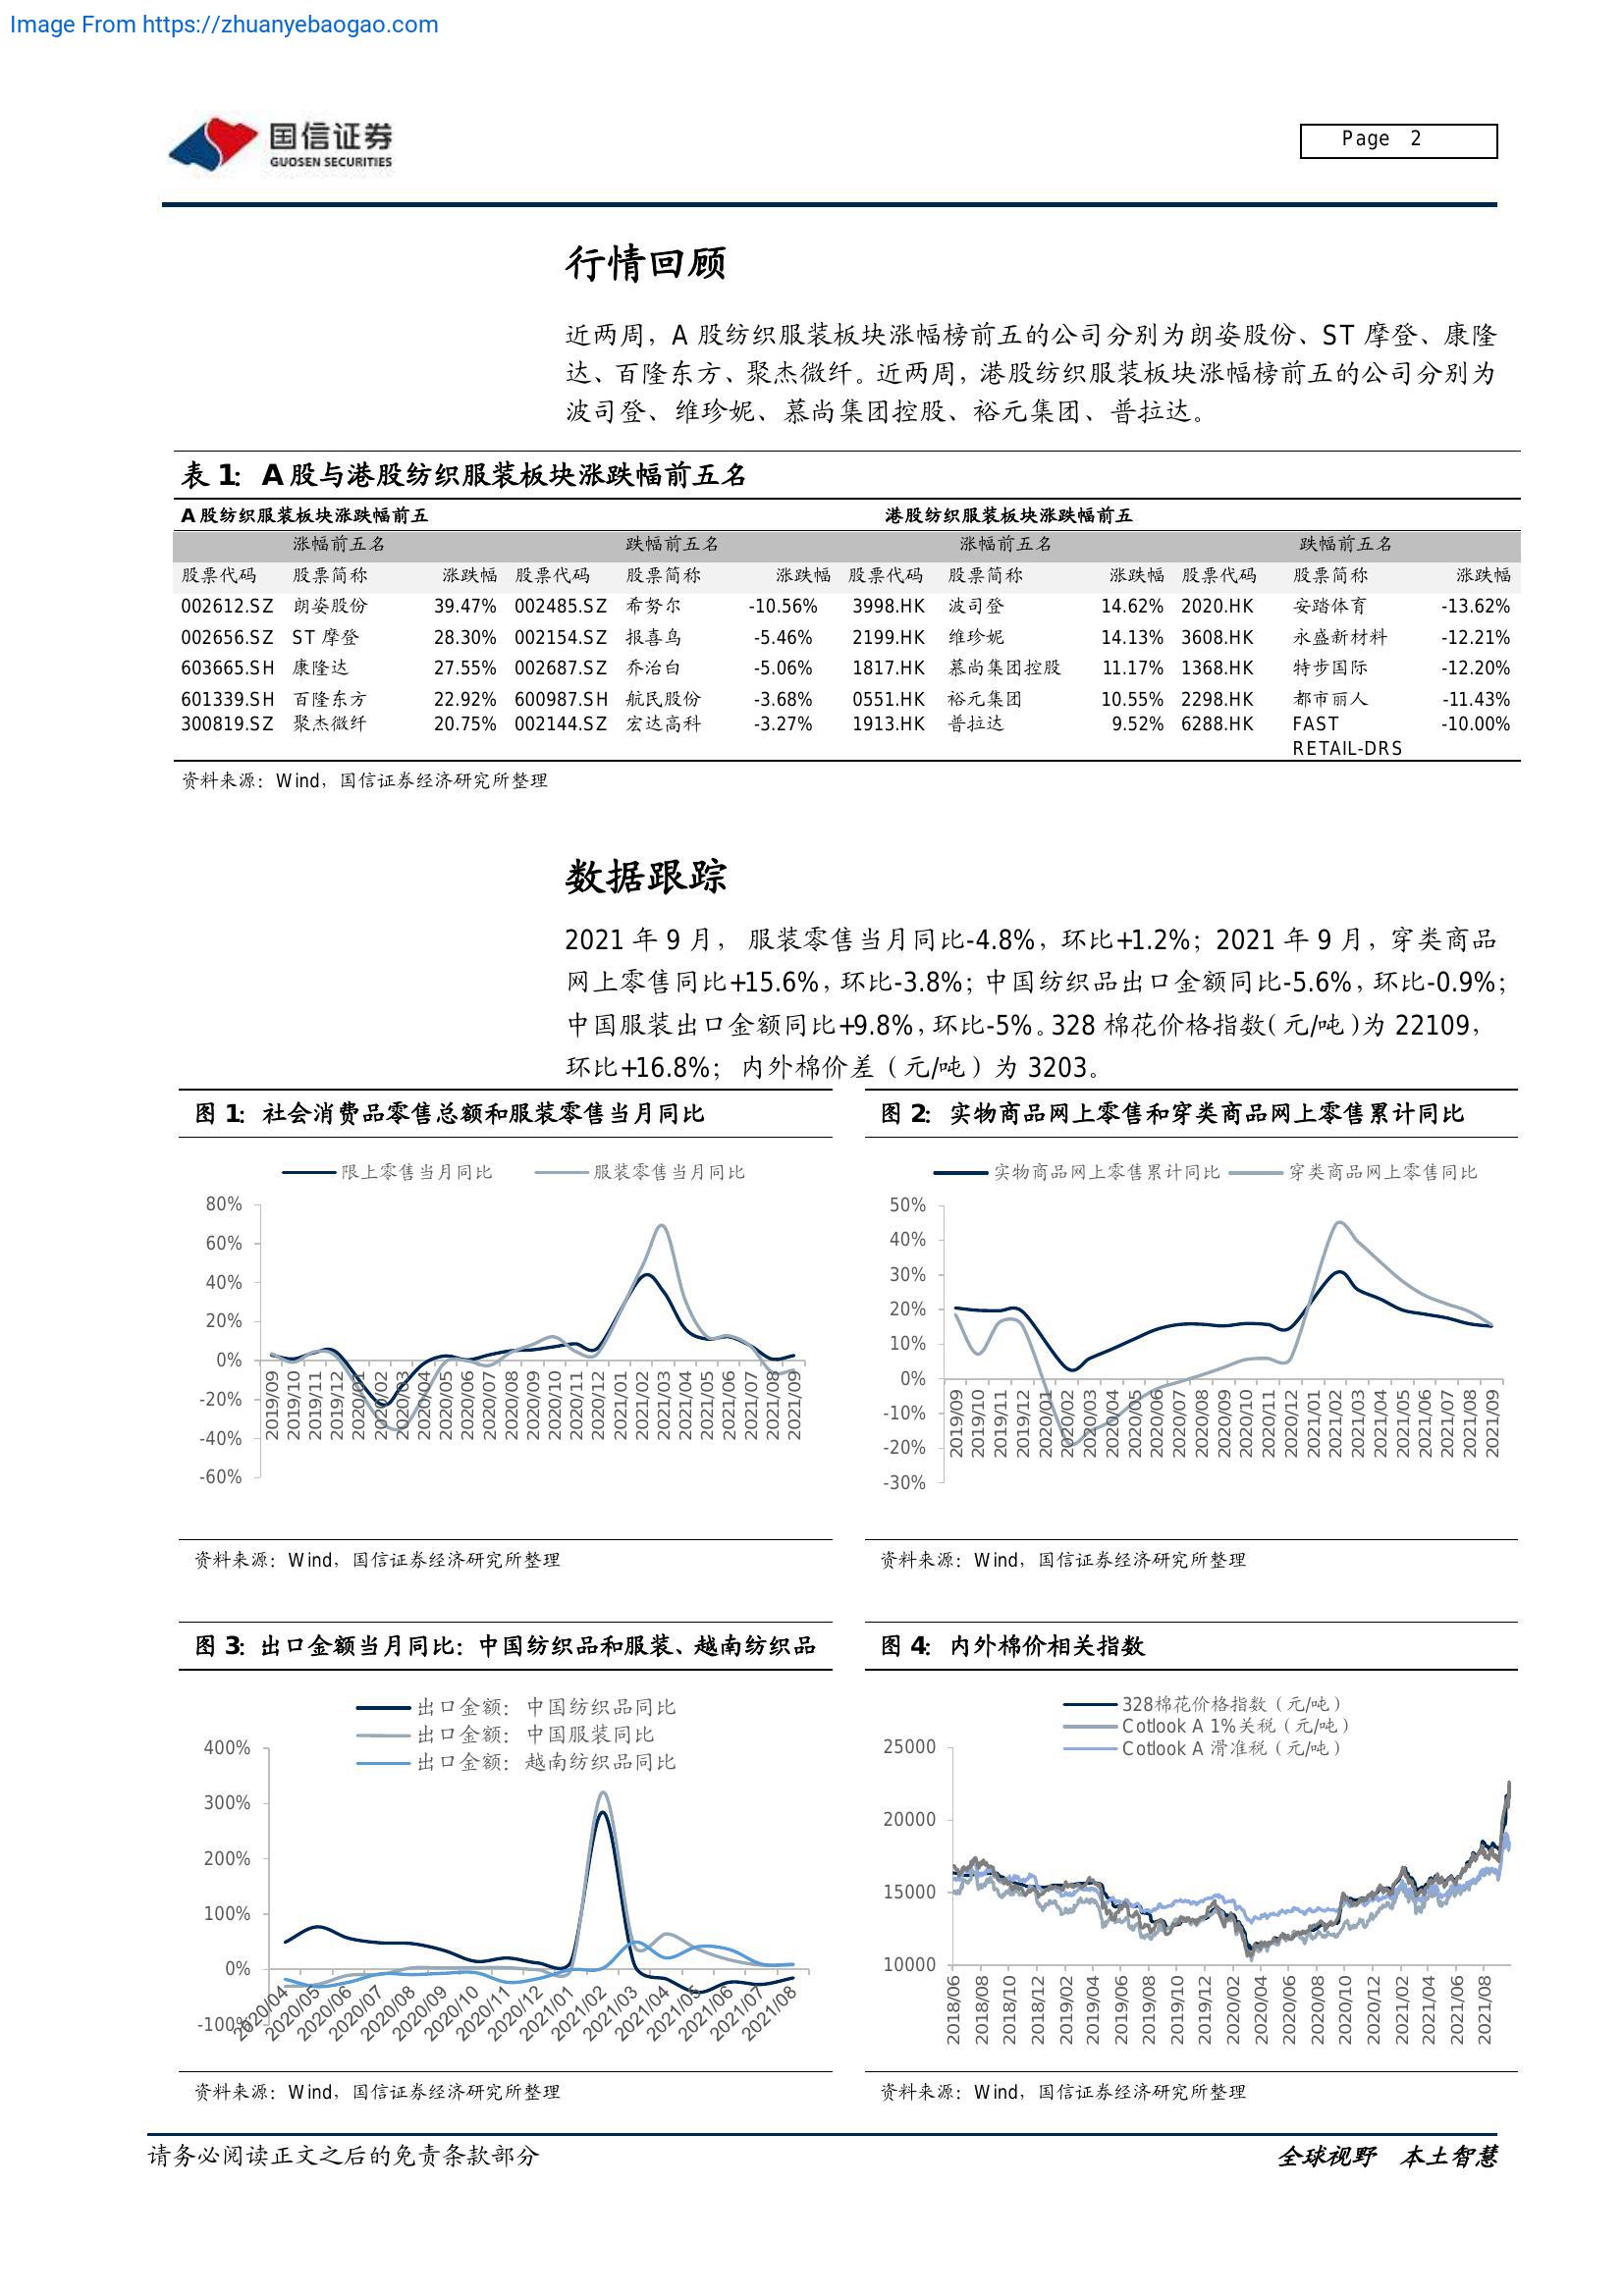 Image From https://zhuanyebaogao.com
国信证券
GUOSEN SECURITIES
Page 2
行情回顾
近两周，A 股纺织服装板块涨幅榜前五的公司分别为朗姿股份、ST 摩登、康隆
达、百隆东方、聚杰微纤。近两周，港股纺织服装板块涨幅榜前五的公司分别为
波司登、维珍妮、慕尚集团控股、裕元集团、普拉达。
表 1：A 股与港股纺织服装板块涨跌幅前五名
A 股纺织服装板块涨跌幅前五 港股纺织服装板块涨跌幅前五
涨幅前五名 跌幅前五名 涨幅前五名 跌幅前五名
股票代码 股票简称 涨跌幅 股票代码 股票简称 涨跌幅 股票代码 股票简称 涨跌幅 股票代码 股票简称 涨跌幅
002612.SZ 朗姿股份 39.47% 002485.SZ 希努尔 -10.56% 3998.HK 波司登 14.62% 2020.HK 安踏体育 -13.62%
002656.SZ ST 摩登 28.30% 002154.SZ 报喜鸟 -5.46% 2199.HK 维珍妮 14.13% 3608.HK 永盛新材料 -12.21%
603665.SH 康隆达 27.55% 002687.SZ 乔治白 -5.06% 1817.HK 慕尚集团控股 11.17% 1368.HK 特步国际 -12.20%
601339.SH 百隆东方 22.92% 600987.SH 航民股份 -3.68% 0551.HK 裕元集团 10.55% 2298.HK 都市丽人 -11.43%
300819.SZ 聚杰微纤 20.75% 002144.SZ 宏达高科 -3.27% 1913.HK 普拉达 9.52% 6288.HK FAST -10.00%
RETAIL-DRS
资料来源：Wind，国信证券经济研究所整理
数据跟踪
2021 年 9 月， 服装零售当月同比-4.8%，环比+1.2%；2021 年 9 月，穿类商品
网上零售同比+15.6%，环比-3.8%；中国纺织品出口金额同比-5.6%，环比-0.9%；
中国服装出口金额同比+9.8%，环比-5%。328 棉花价格指数（元/吨）为 22109，
环比+16.8%； 内外棉价差（元/吨）为 3203。
图 1：社会消费品零售总额和服装零售当月同比
限上零售当月同比 服装零售当月同比
80%
60%
40%
20%
0%
-20%
-40%
-60%
2019/09 2019/10 2019/11 2019/12 2020/01 2020/02 2020/03 2020/04 2020/05 2020/06 2020/07 2020/08 2020/09 2020/10 2020/11 2020/12 2021/01 2021/02 2021/03 2021/04 2021/05 2021/06 2021/07 2021/08 2021/09
资料来源：Wind，国信证券经济研究所整理
图 2：实物商品网上零售和穿类商品网上零售累计同比
实物商品网上零售累计同比 穿类商品网上零售同比
50%
40%
30%
20%
10%
0%
-10%
-20%
-30%
2019/09 2019/10 2019/11 2019/12 2020/01 2020/02 2020/03 2020/04 2020/05 2020/06 2020/07 2020/08 2020/09 2020/10 2020/11 2020/12 2021/01 2021/02 2021/03 2021/04 2021/05 2021/06 2021/07 2021/08 2021/09
资料来源：Wind，国信证券经济研究所整理
图 3：出口金额当月同比：中国纺织品和服装、越南纺织品
出口金额：中国纺织品同比
出口金额：中国服装同比
出口金额：越南纺织品同比
400%
300%
200%
100%
0%
-100%
2020/04 2020/05 2020/06 2020/07 2020/08 2020/09 2020/10 2020/11 2020/12 2021/01 2021/02 2021/03 2021/04 2021/05 2021/06 2021/07 2021/08
资料来源：Wind，国信证券经济研究所整理
图 4：内外棉价相关指数
328棉花价格指数（元/吨）
Cotlook A 1%关税（元/吨）
Cotlook A 滑准税（元/吨）
25000
20000
15000
10000
2018/06 2018/08 2018/10 2018/12 2019/02 2019/04 2019/06 2019/08 2019/10 2019/12 2020/02 2020/04 2020/06 2020/08 2020/10 2020/12 2021/02 2021/04 2021/06 2021/08
资料来源：Wind，国信证券经济研究所整理
请务必阅读正文之后的免责条款部分
全球视野 本土智慧